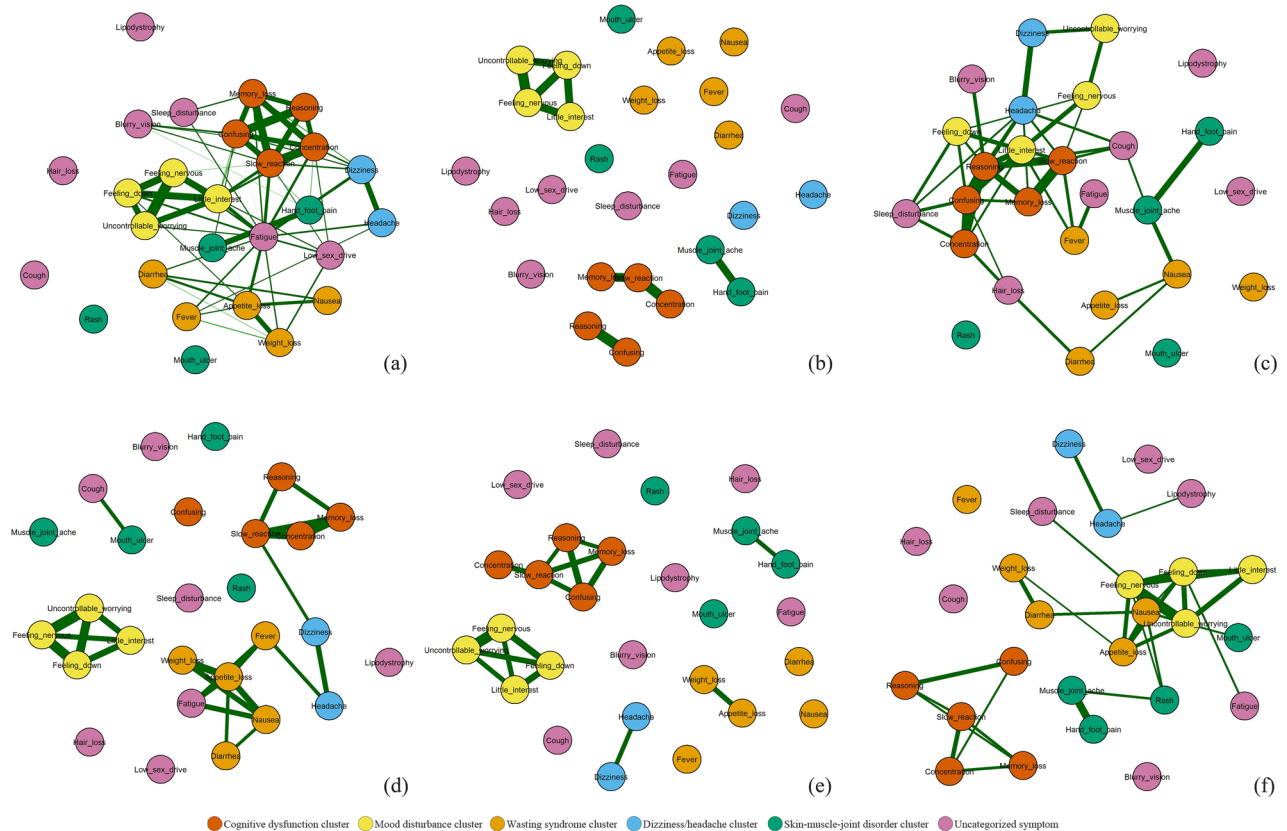 Lipodystrophy
Memory_loss
Reasoning
Sleep_disturbance
Blurry_vision
Confusing
Concentration
Slow_reaction
Dizziness
Hair_loss
Feeling_nervous
Feeling_down
Little_interest
Hand_foot_pain
Uncontrollable_worrying
Headache
Fatigue
Muscle_joint_ache
Low_sex_drive
Cough
Diarrhea
Appetite_loss
Nausea
Fever
Rash
Weight_loss
Mouth_ulcer
(a)
Mouth_ulcer
Nausea
Appetite_loss
Uncontrollable_worrying
Feeling_down
Feeling_nervous
Weight_loss
Fever
Little_interest
Cough
Diarrhea
Rash
Lipodystrophy
Fatigue
Low_sex_drive
Headache
Hair_loss
Sleep_disturbance
Dizziness
Muscle_joint_ache
Blurry_vision
Memory_loss
Slow_reaction
Hand_foot_pain
Concentration
Reasoning
Confusing
(b)
Uncontrollable_worrying
Dizziness
Lipodystrophy
Blurry_vision
Feeling_nervous
Headache
Feeling_down
Hand_foot_pain
Little_interest
Cough
Slow_reaction
Reasoning
Fatigue
Low_sex_drive
Confusing
Memory_loss
Sleep_disturbance
Muscle_joint_ache
Concentration
Fever
Nausea
Weight_loss
Hair_loss
Appetite_loss
Rash
Mouth_ulcer
Diarrhea
(c)
Hand_foot_pain
Blurry_vision
Reasoning
Cough
Confusing
Memory_loss
Muscle_joint_ache
Slow_reaction
Mouth_ulcer
Concentration
Rash
Sleep_disturbance
Uncontrollable_worrying
Feeling_nervous
Little_interest
Fever
Dizziness
Weight_loss
Feeling_down
Lipodystrophy
Appetite_loss
Fatigue
Headache
Nausea
Hair_loss
Diarrhea
Low_sex_drive
(d)
Sleep_disturbance
Low_sex_drive
Hair_loss
Rash
Muscle_joint_ache
Reasoning
Memory_loss
Concentration
Slow_reaction
Hand_foot_pain
Lipodystrophy
Confusing
Mouth_ulcer
Fatigue
Feeling_nervous
Uncontrollable_worrying
Blurry_vision
Diarrhea
Feeling_down
Weight_loss
Little_interest
Appetite_loss
Nausea
Headache
Cough
Fever
Dizziness
(e)
Dizziness
Low_sex_drive
Lipodystrophy
Fever
Sleep_disturbance
Headache
Hair_loss
Weight_loss
Feeling_down
Little_interest
Feeling_nervous
Cough
Diarrhea
Nausea
Uncontrollable_worrying
Mouth_ulcer
Appetite_loss
Confusing
Reasoning
Muscle_joint_ache
Rash
Fatigue
Slow_reaction
Hand_foot_pain
Concentration
Memory_loss
Blurry_vision
(f)
Cognitive dysfunction cluster Mood disturbance cluster Wasting syndrome cluster Dizziness/headache cluster Skin-muscle-joint disorder cluster Uncategorized symptom